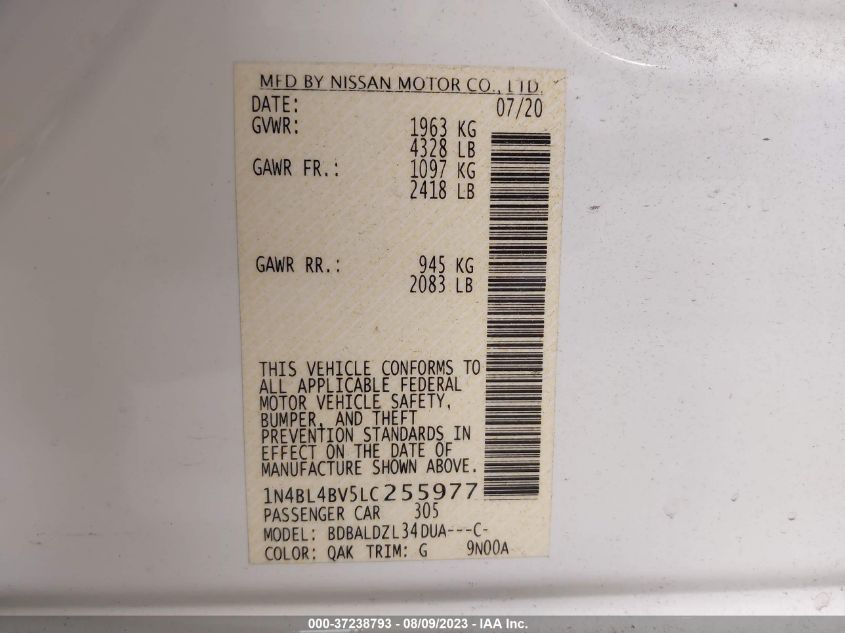 MFD BY NISSAN MOTOR CO., LTD.
DATE: 07/20
GVWR: 1963 KG
4328 LB
GAWR FR.: 1097 KG
2418 LB
GAWR RR.: 945 KG
2083 LB
THIS VEHICLE CONFORMS TO
ALL APPLICABLE FEDERAL
MOTOR VEHICLE SAFETY,
BUMPER, AND THEFT
PREVENTION STANDARDS IN
EFFECT ON THE DATE OF
MANUFACTURE SHOWN ABOVE.
1N4BL4BV5LC255977
PASSENGER CAR 305
MODEL: BDBALDZL34DUA---C-
COLOR: QAK TRIM: G 9N00A
000-37238793 - 08/09/2023 - IAA Inc.